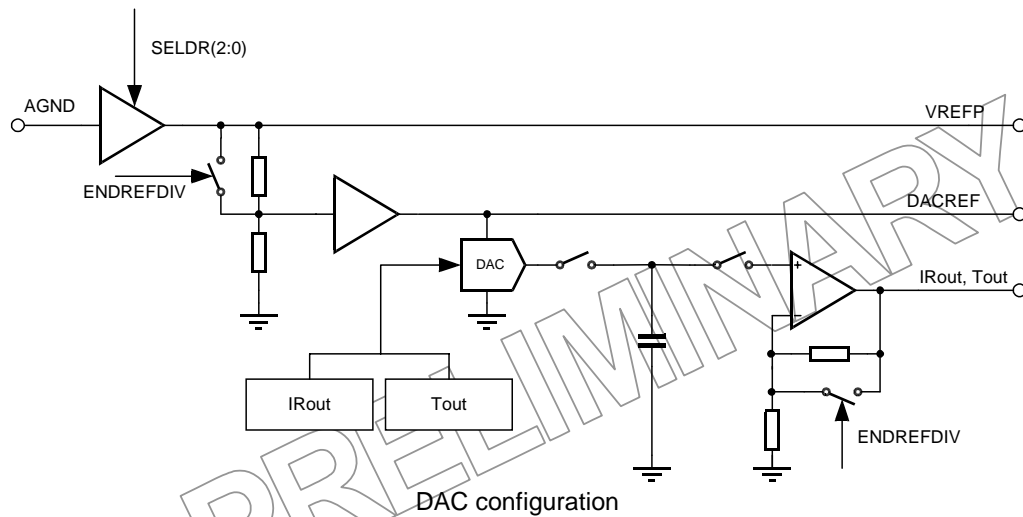 SELDR(2:0)
AGND
VREFP
ENDREFDIV
DACREF
DAC
IRout, Tout
IRout
Tout
ENDREFDIV
PRELIMINARY
DAC configuration